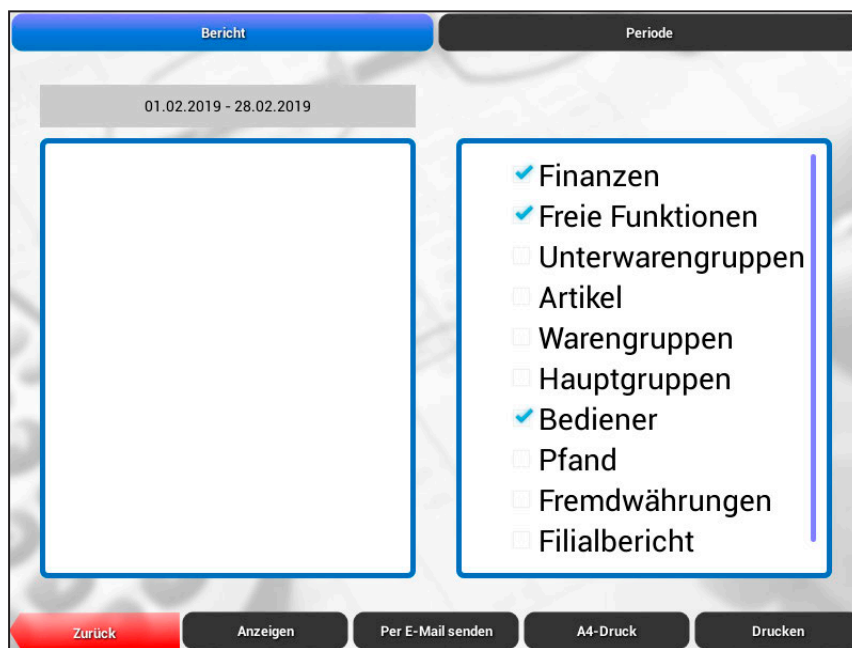 Bericht
Periode
01.02.2019 - 28.02.2019
Finanzen
Freie Funktionen
Unterwarengruppen
Artikel
Warengruppen
Hauptgruppen
Bediener
Pfand
Fremdwährungen
Filialbericht
Zurück
Anzeigen
Per E-Mail senden
A4-Druck
Drucken